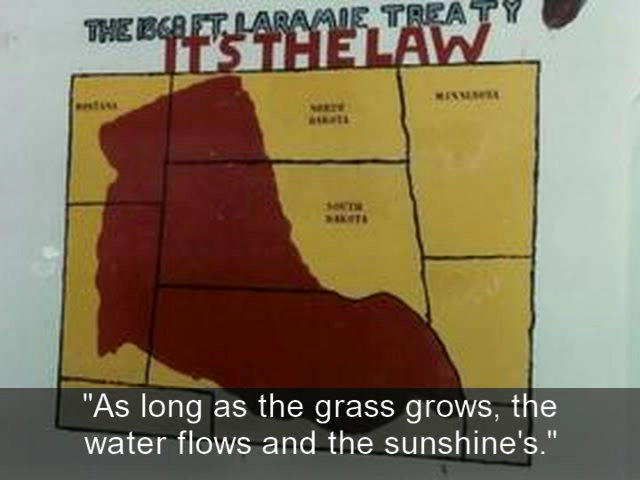 THE 1868 FT. LARAMIE TREATY
IT'S THE LAW
MONTANA
NORTH
DAKOTA
MINNESOTA
SOUTH
DAKOTA
"As long as the grass grows, the
water flows and the sunshine's."